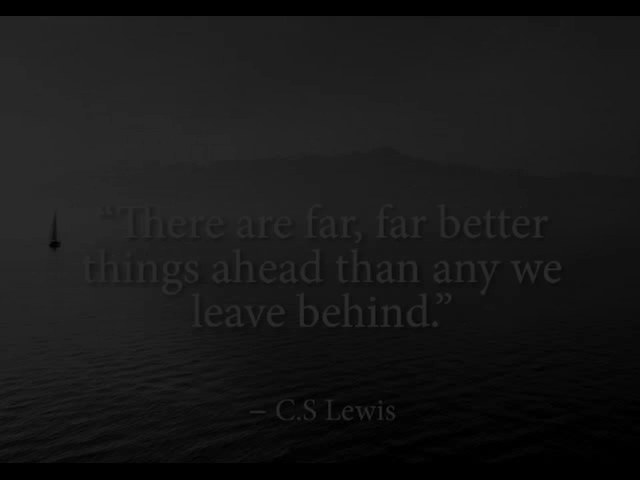 “There are far, far better
things ahead than any we
leave behind.”
– C.S Lewis